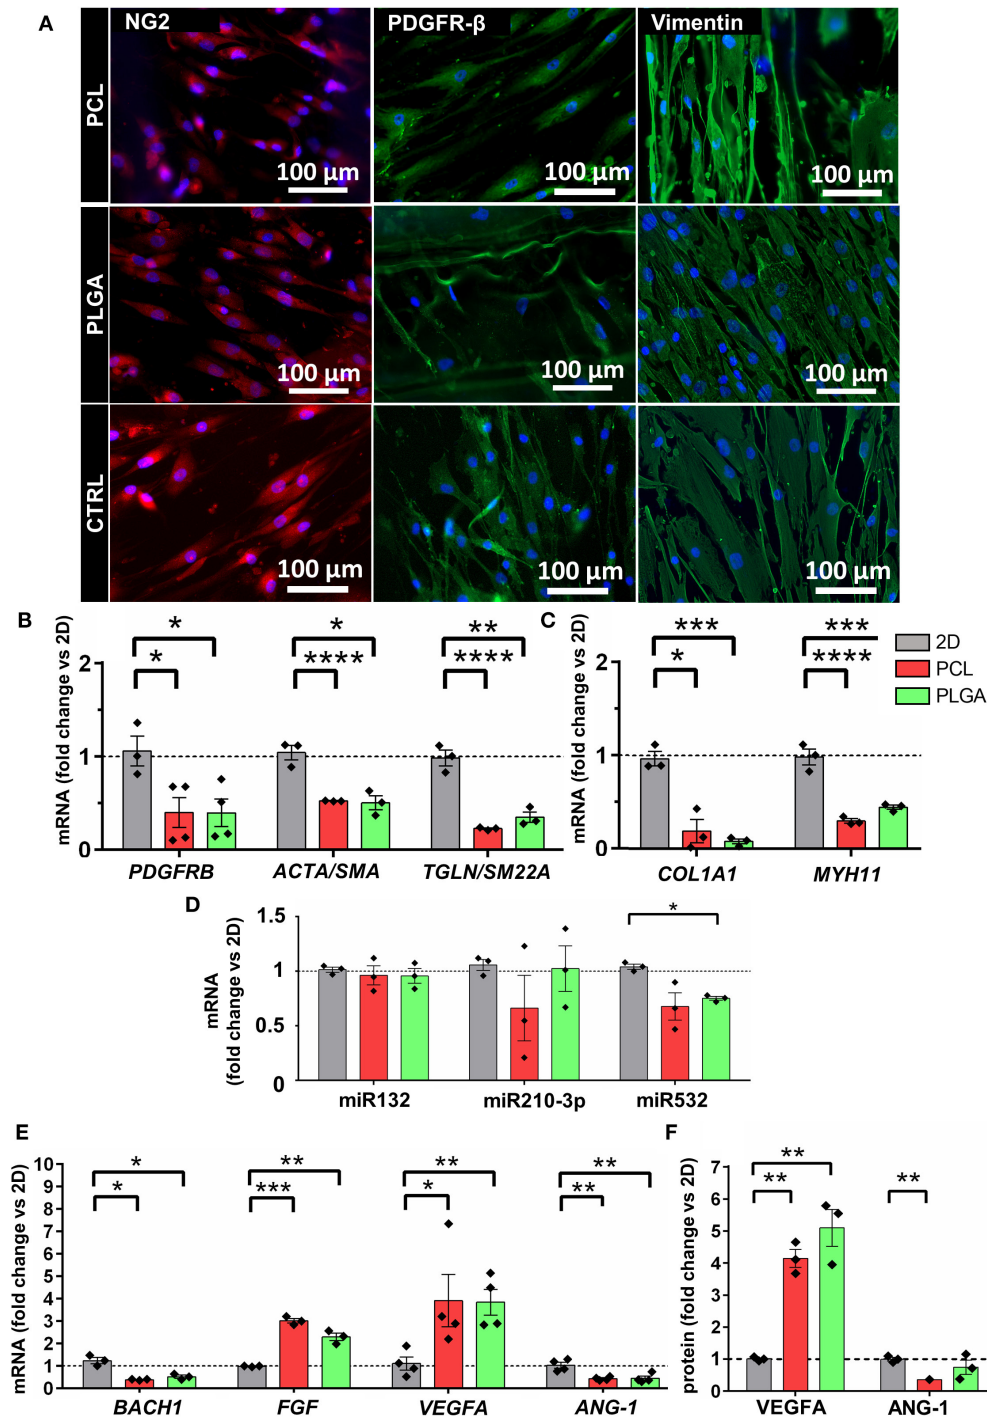 A
NG2
PDGFR-β
Vimentin
PCL
100 µm
100 µm
100 µm
PLGA
100 µm
100 µm
100 µm
CTRL
100 µm
100 µm
100 µm
B
mRNA (fold change vs 2D)
2
1
0
* * * **** ** ****
PDGFRB
ACTA/SMA
TGLN/SM22A
C
mRNA (fold change vs 2D)
2
1
0
*** * *** ****
COL1A1
MYH11
2D
PCL
PLGA
D
mRNA
(fold change vs 2D)
1.5
1
0.5
0
*
miR132
miR210-3p
miR532
E
mRNA (fold change vs 2D)
10
9
8
7
6
5
4
3
2
1
0
* * ** *** ** * ** **
BACH1
FGF
VEGFA
ANG-1
F
protein (fold change vs 2D)
7
6
5
4
3
2
1
0
** ** **
VEGFA
ANG-1